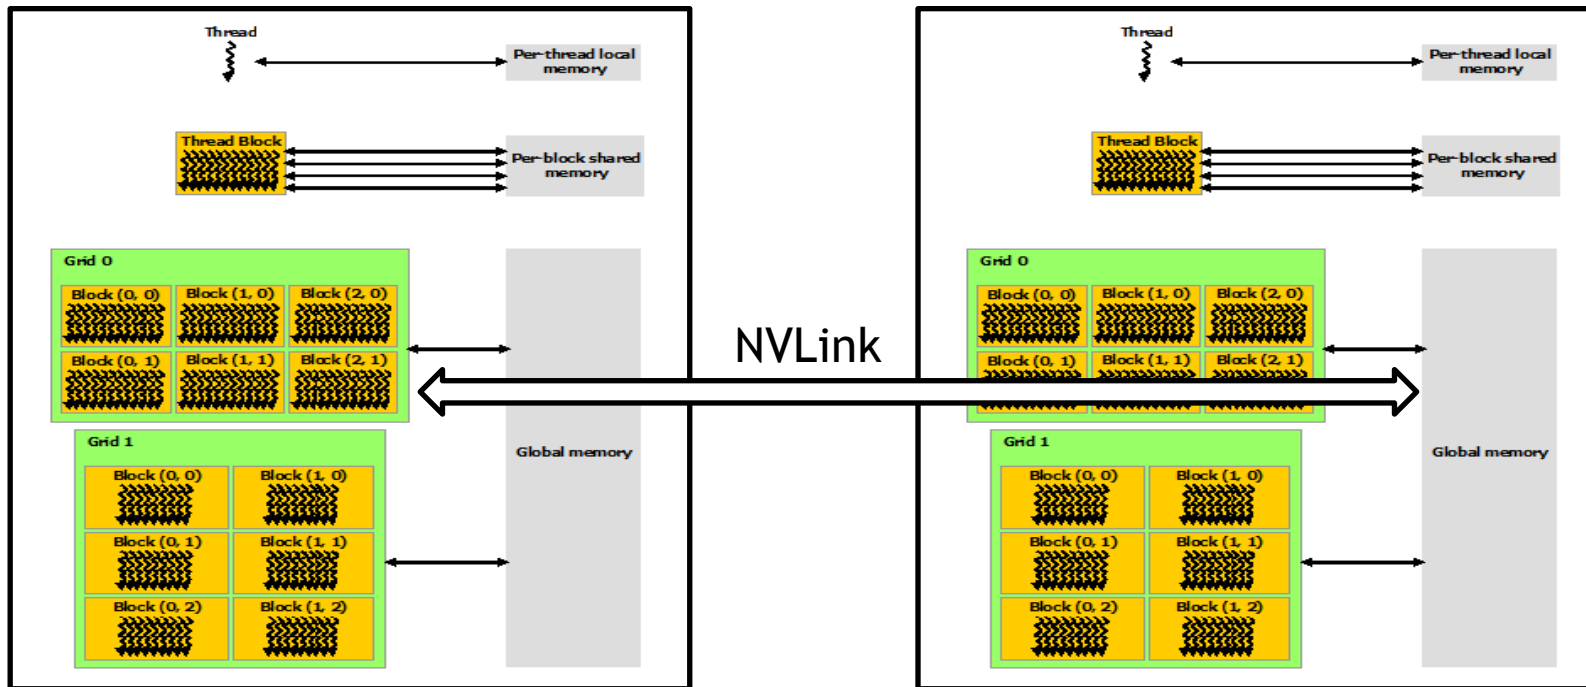 Thread
Per-thread local
memory
Thread Block
Per-block shared
memory
Grid 0
Block (0, 0) Block (1, 0) Block (2, 0)
Block (0, 1) Block (1, 1) Block (2, 1)
Grid 1
Block (0, 0) Block (1, 0)
Block (0, 1) Block (1, 1)
Block (0, 2) Block (1, 2)
Global memory
NVLink
Thread
Per-thread local
memory
Thread Block
Per-block shared
memory
Grid 0
Block (0, 0) Block (1, 0) Block (2, 0)
Block (0, 1) Block (1, 1) Block (2, 1)
Grid 1
Block (0, 0) Block (1, 0)
Block (0, 1) Block (1, 1)
Block (0, 2) Block (1, 2)
Global memory